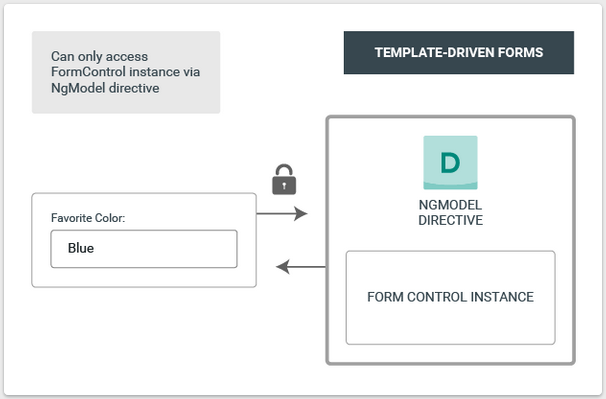 Can only access
FormControl instance via
NgModel directive
TEMPLATE-DRIVEN FORMS
D
NGMODEL
DIRECTIVE
Favorite Color:
Blue
FORM CONTROL INSTANCE